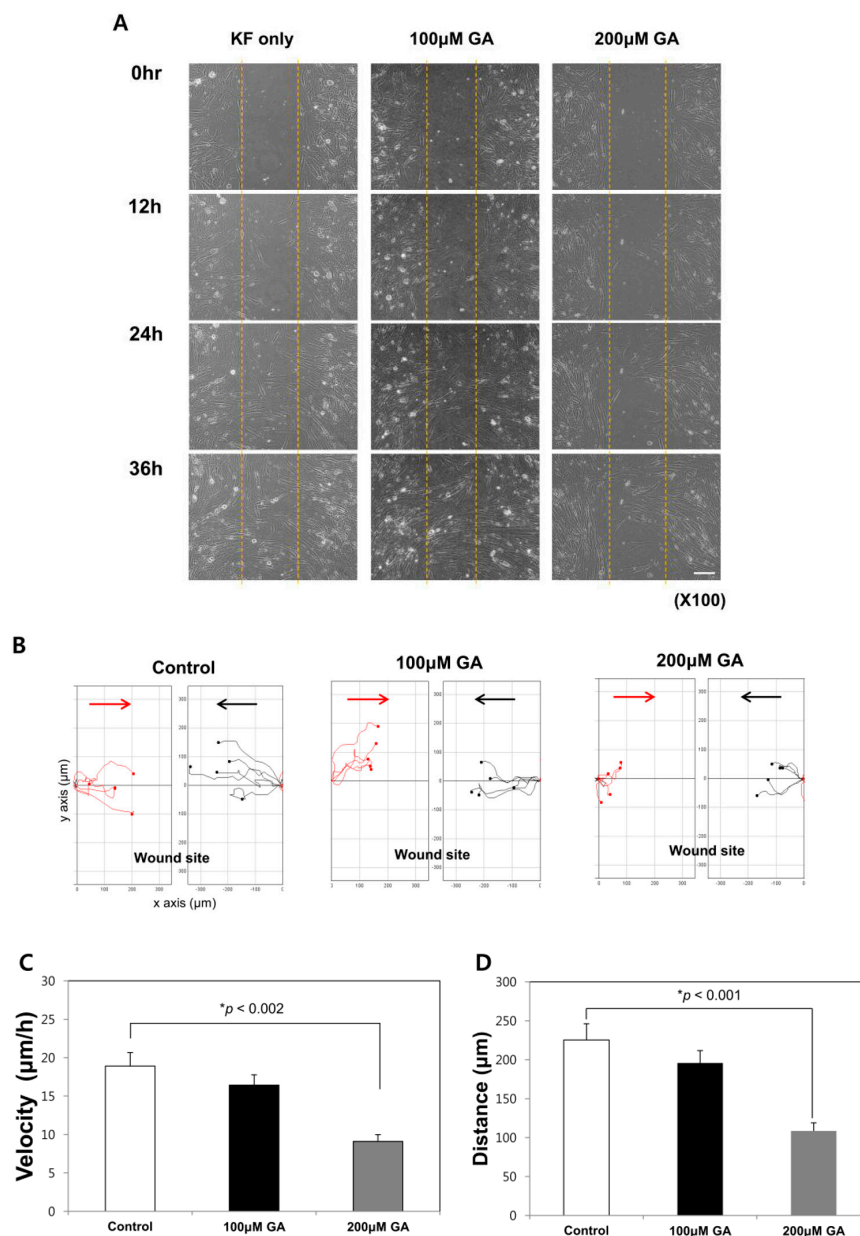 A
KF only 100µM GA 200µM GA
0hr
12h
24h
36h
(X100)
B
Control 100µM GA 200µM GA
y axis (µm)
Wound site Wound site Wound site
x axis (µm)
C
Velocity (µm/h)
30
25
20
15
10
5
0
*p < 0.002
Control 100µM GA 200µM GA
D
Distance (µm)
300
250
200
150
100
50
0
*p < 0.001
Control 100µM GA 200µM GA